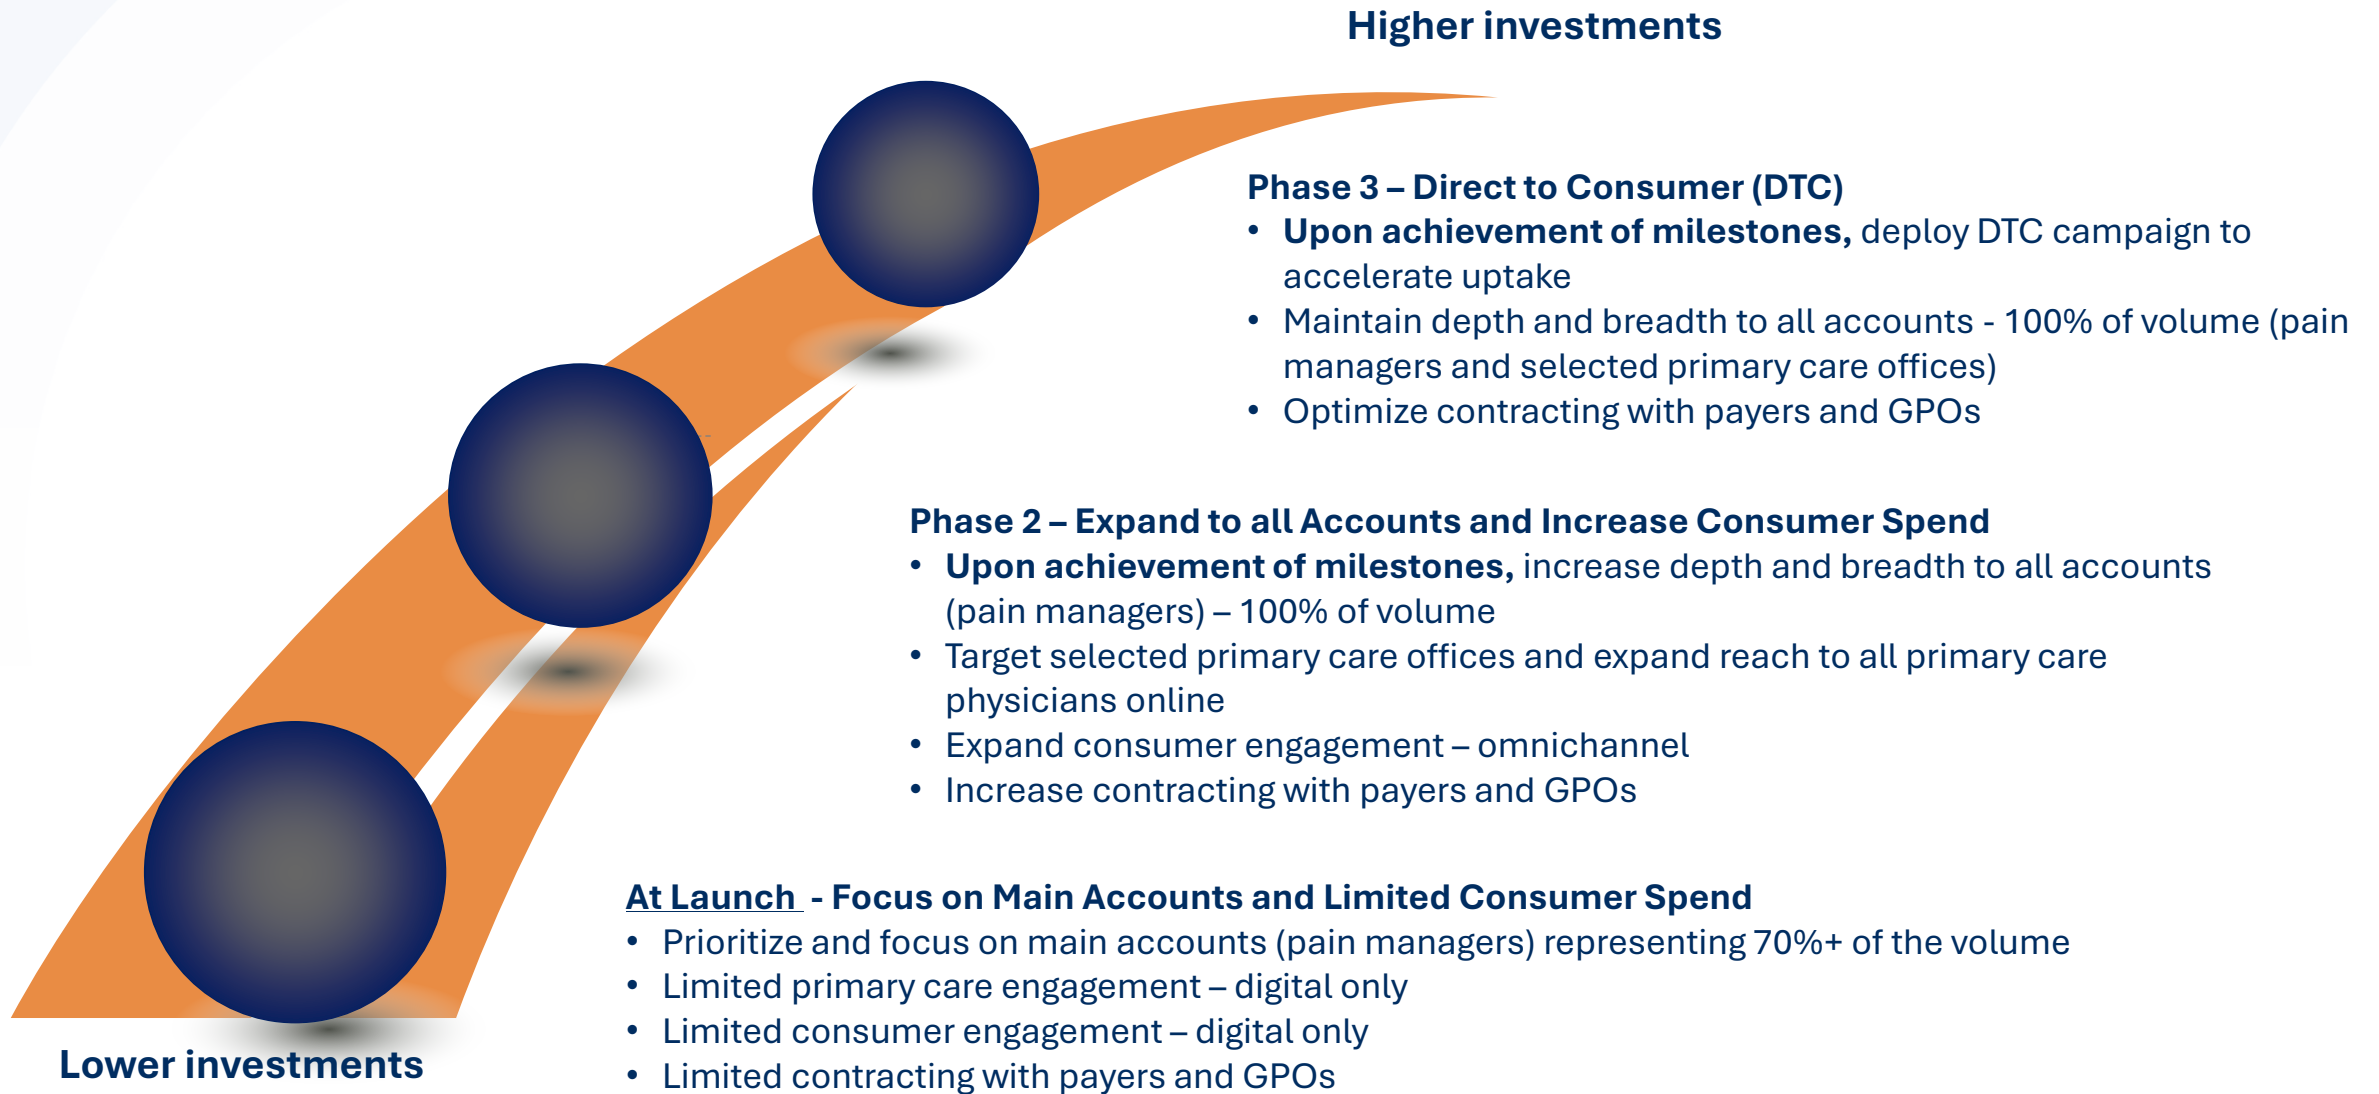 Higher investments
Phase 3 – Direct to Consumer (DTC)
• Upon achievement of milestones, deploy DTC campaign to
accelerate uptake
• Maintain depth and breadth to all accounts - 100% of volume (pain
managers and selected primary care offices)
• Optimize contracting with payers and GPOs
Phase 2 – Expand to all Accounts and Increase Consumer Spend
• Upon achievement of milestones, increase depth and breadth to all accounts
(pain managers) – 100% of volume
• Target selected primary care offices and expand reach to all primary care
physicians online
• Expand consumer engagement – omnichannel
• Increase contracting with payers and GPOs
At Launch - Focus on Main Accounts and Limited Consumer Spend
• Prioritize and focus on main accounts (pain managers) representing 70%+ of the volume
• Limited primary care engagement – digital only
• Limited consumer engagement – digital only
• Limited contracting with payers and GPOs
Lower investments